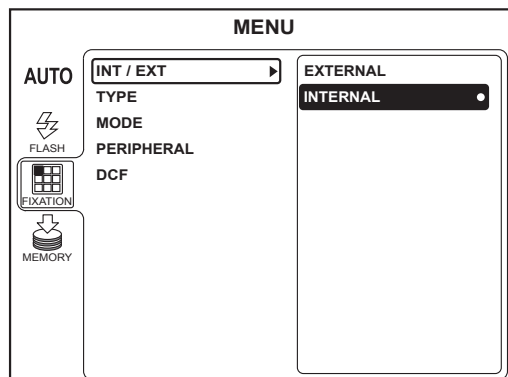 MENU
AUTO
FLASH
FIXATION
MEMORY
INT / EXT
TYPE
MODE
PERIPHERAL
DCF
EXTERNAL
INTERNAL